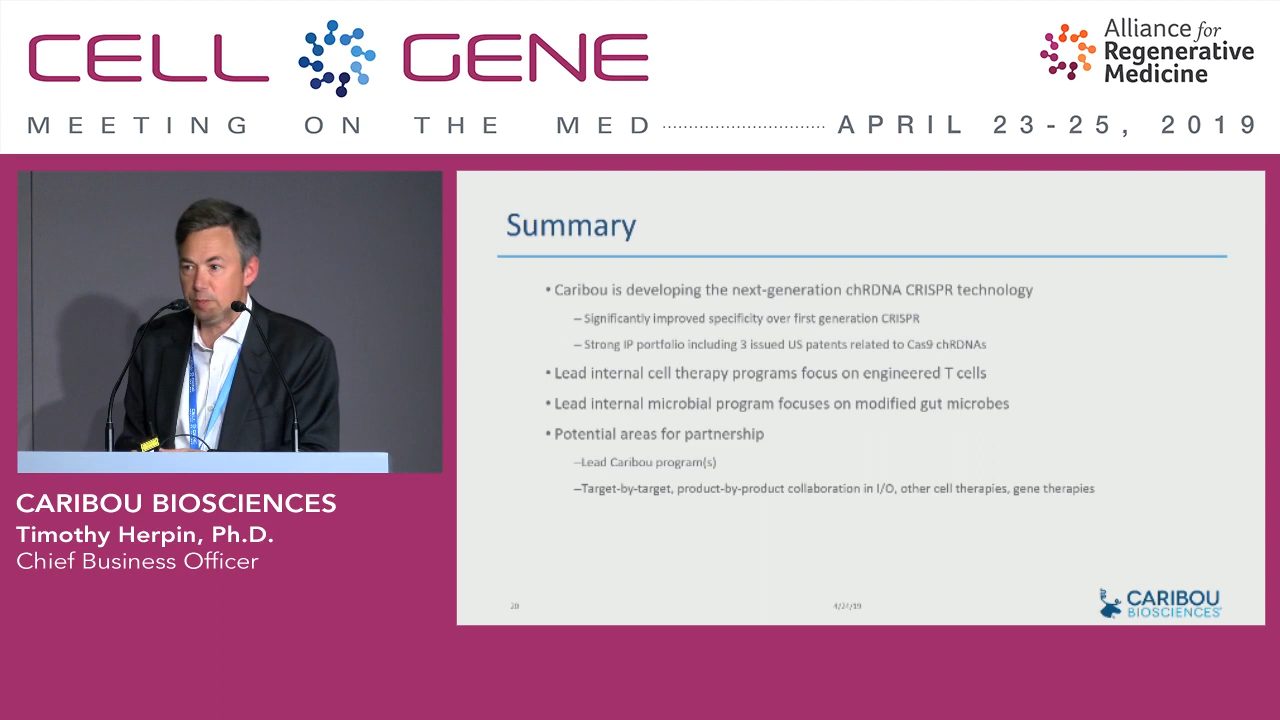 CELL GENE
Alliance for
Regenerative
Medicine
MEETING ON THE MED APRIL 23-25, 2019
Summary
• Caribou is developing the next-generation chRDNA CRISPR technology
– Significantly improved specificity over first generation CRISPR
– Strong IP portfolio including 3 issued US patents related to Cas9 chRDNAs
• Lead internal cell therapy programs focus on engineered T cells
• Lead internal microbial program focuses on modified gut microbes
• Potential areas for partnership
–Lead Caribou program(s)
–Target-by-target, product-by-product collaboration in I/O, other cell therapies, gene therapies
20 4/24/19
CARIBOU
BIOSCIENCES
CARIBOU BIOSCIENCES
Timothy Herpin, Ph.D.
Chief Business Officer